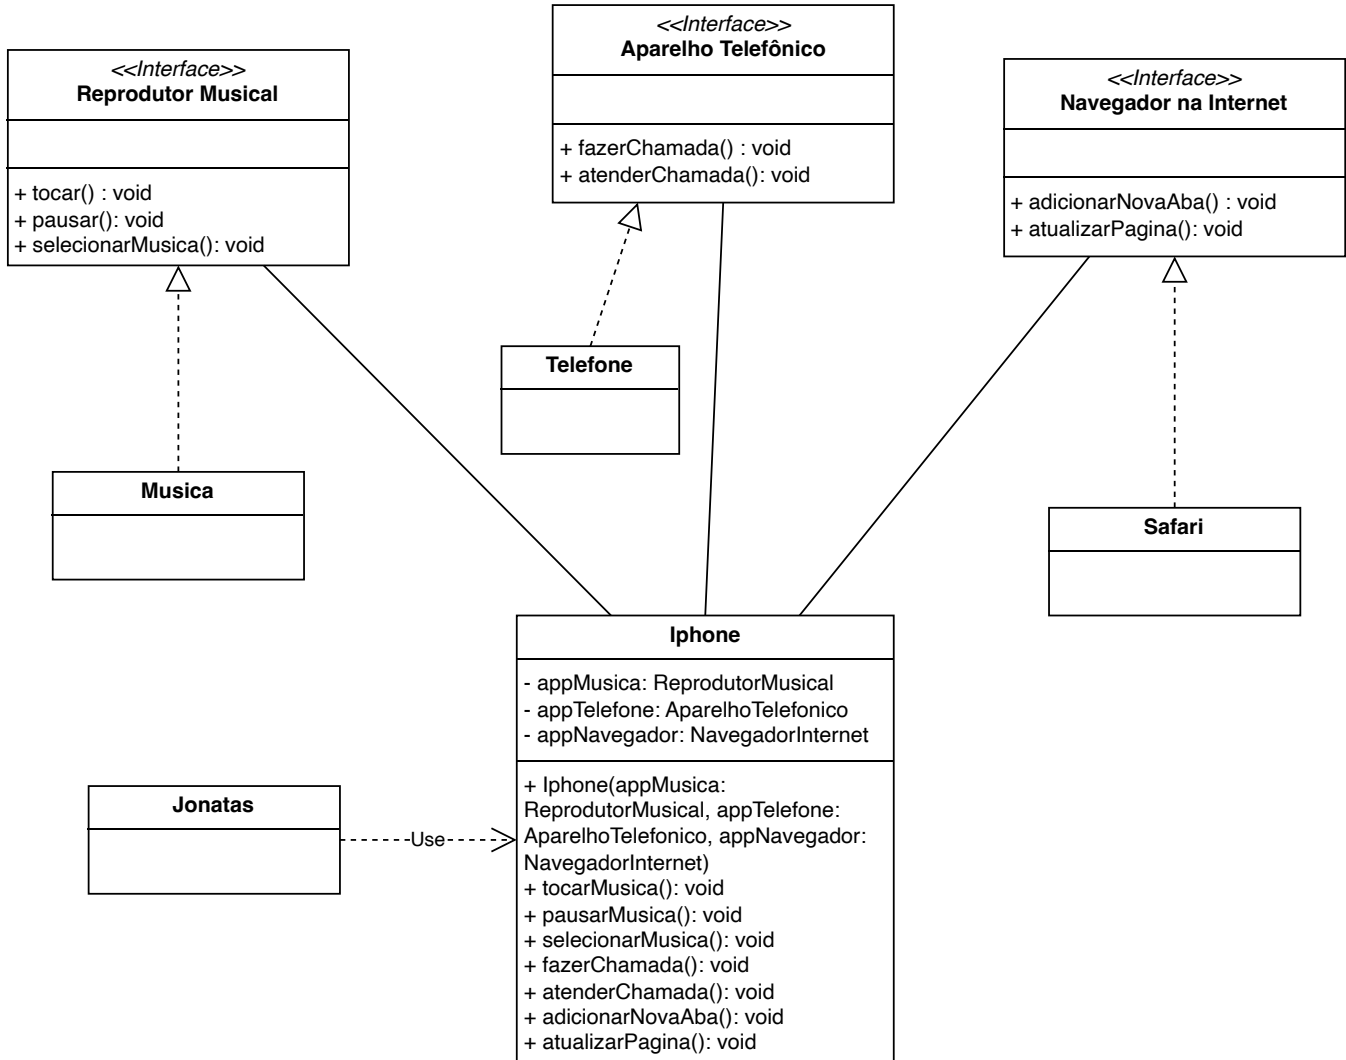 <<Interface>>
Reprodutor Musical
+ tocar() : void
+ pausar(): void
+ selecionarMusica(): void
<<Interface>>
Aparelho Telefônico
+ fazerChamada() : void
+ atenderChamada(): void
<<Interface>>
Navegador na Internet
+ adicionarNovaAba() : void
+ atualizarPagina(): void
Telefone
Musica
Safari
Iphone
- appMusica: ReprodutorMusical
- appTelefone: AparelhoTelefonico
- appNavegador: NavegadorInternet
+ Iphone(appMusica:
ReprodutorMusical, appTelefone:
AparelhoTelefonico, appNavegador:
NavegadorInternet)
+ tocarMusica(): void
+ pausarMusica(): void
+ selecionarMusica(): void
+ fazerChamada(): void
+ atenderChamada(): void
+ adicionarNovaAba(): void
+ atualizarPagina(): void
Jonatas
Use